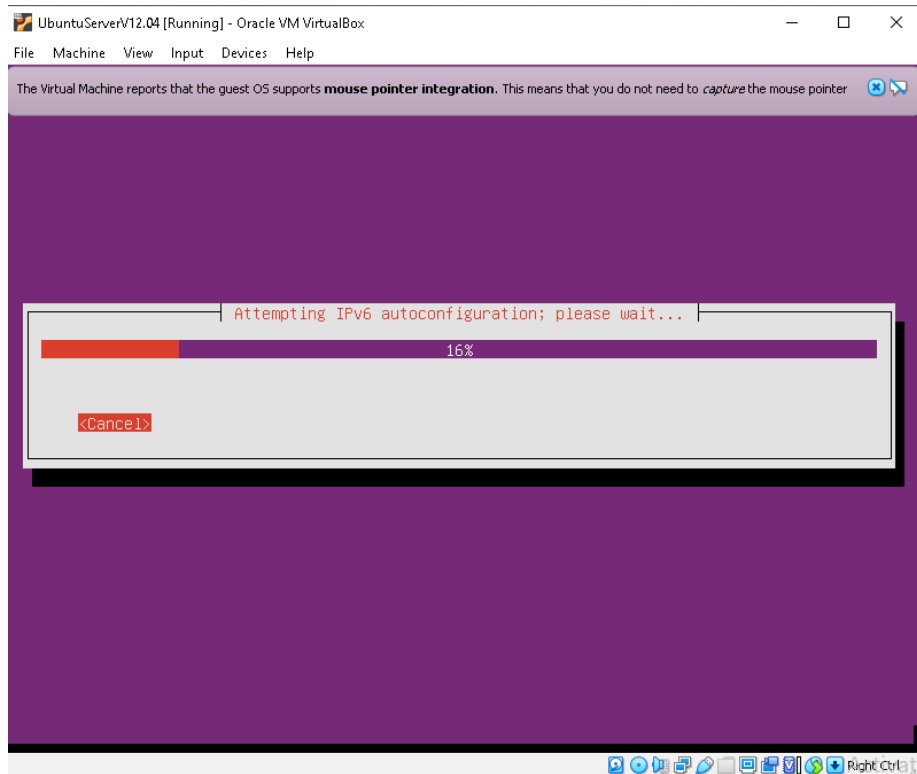 UbuntuServerV12.04 [Running] - Oracle VM VirtualBox
File Machine View Input Devices Help
The Virtual Machine reports that the guest OS supports mouse pointer integration. This means that you do not need to capture the mouse pointer
Attempting IPv6 autoconfiguration; please wait...
16%
<Cancel>
Right Ctrl